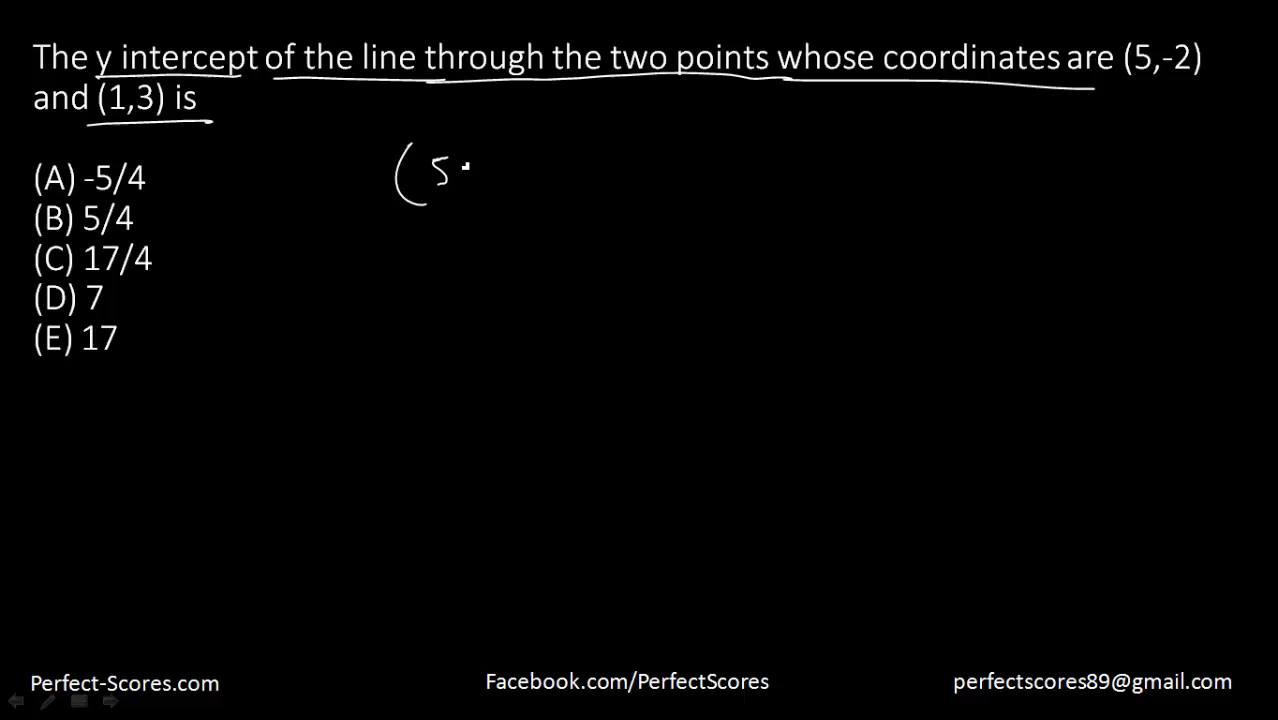 The y intercept of the line through the two points whose coordinates are (5,-2)
and (1,3) is
(5
(A) -5/4
(B) 5/4
(C) 17/4
(D) 7
(E) 17
Perfect-Scores.com
Facebook.com/PerfectScores
perfectscores89@gmail.com